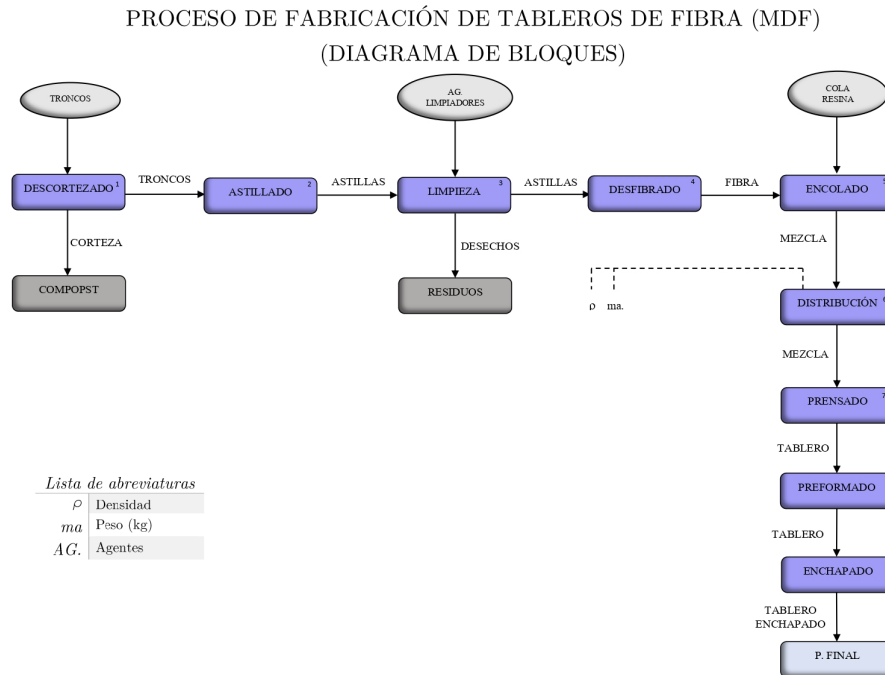 PROCESO DE FABRICACIÓN DE TABLEROS DE FIBRA (MDF)
(DIAGRAMA DE BLOQUES)
TRONCOS
AG.
LIMPIADORES
COLA
RESINA
DESCORTEZADO 1
TRONCOS
ASTILLADO 2
ASTILLAS
LIMPIEZA 3
ASTILLAS
DESFIBRADO 4
FIBRA
ENCOLADO
CORTEZA
DESECHOS
MEZCLA
COMPOPST
RESIDUOS
ρ ma.
DISTRIBUCIÓN
MEZCLA
PRENSADO 7
TABLERO
PREFORMADO
TABLERO
ENCHAPADO
TABLERO
ENCHAPADO
P. FINAL
Lista de abreviaturas
ρ Densidad
ma Peso (kg)
AG. Agentes